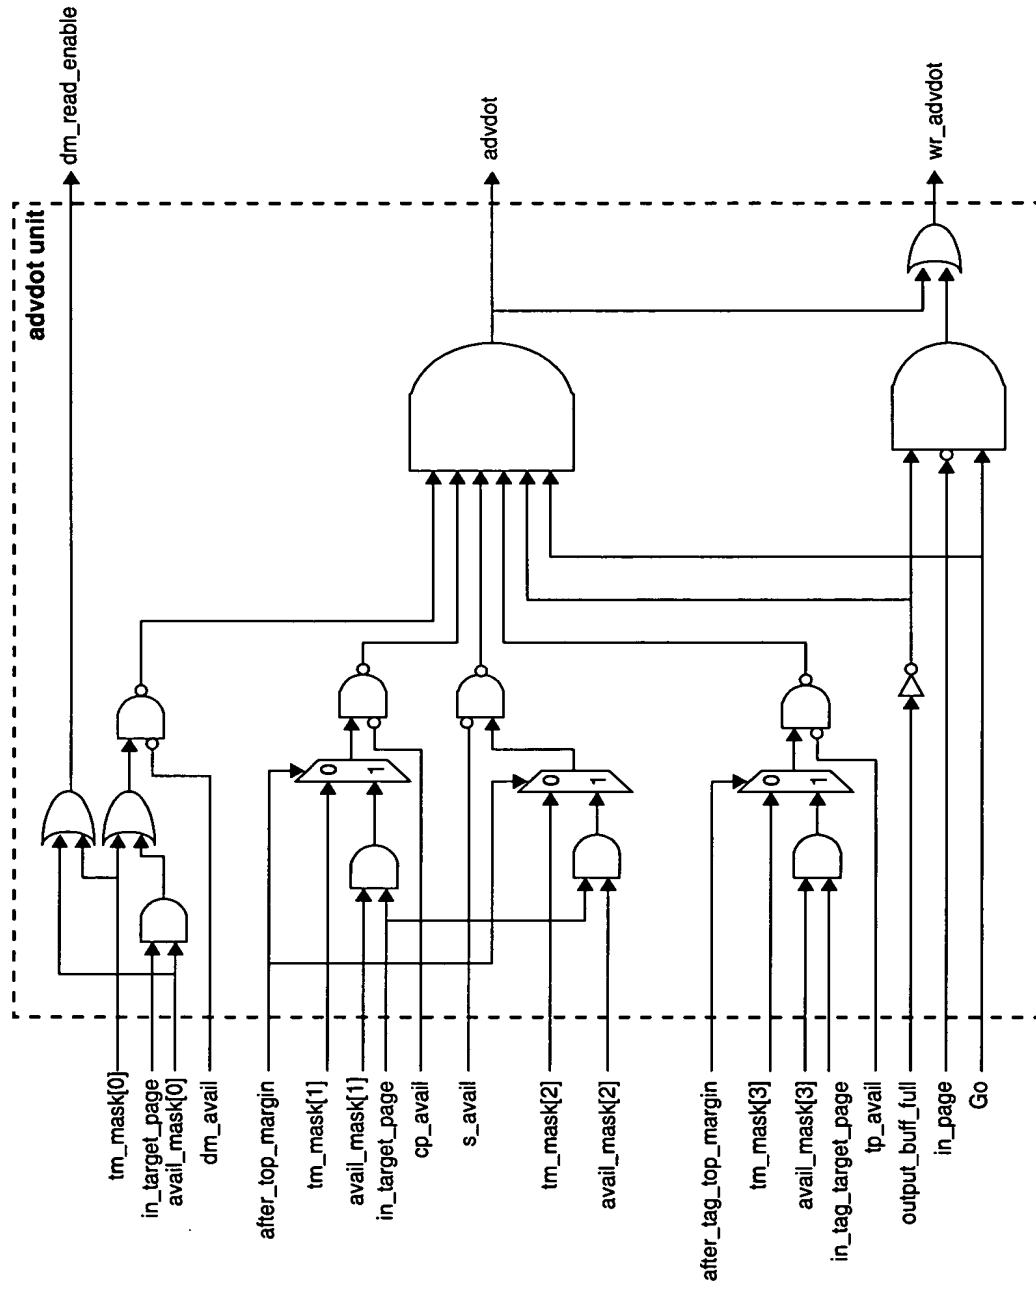 dm_read_enable
advdot
wr_advdot
advdot unit
0
1
0
1
0
1
tm_mask[0]
in_target_page
avail_mask[0]
dm_avail
after_top_margin
tm_mask[1]
avail_mask[1]
in_target_page
cp_avail
s_avail
tm_mask[2]
avail_mask[2]
after_tag_top_margin
tm_mask[3]
avail_mask[3]
in_tag_target_page
tp_avail
output_buff_full
in_page
Go